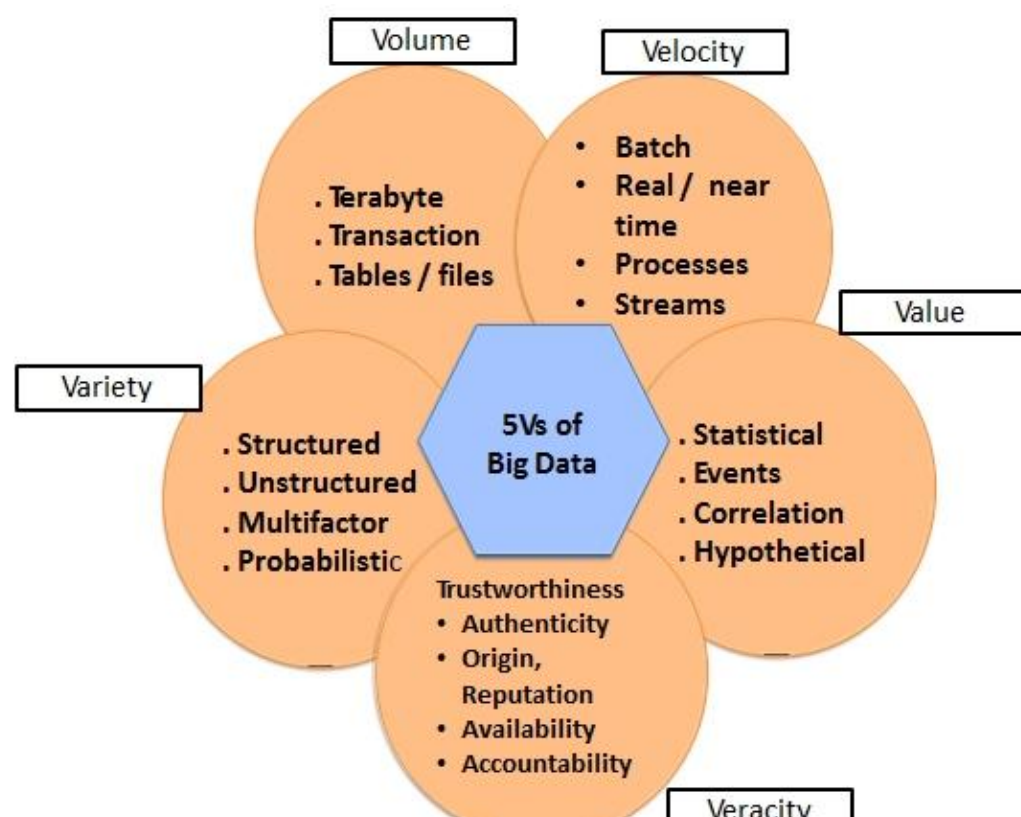 Volume
. Terabyte
. Transaction
. Tables / files
Velocity
• Batch
• Real / near
time
• Processes
• Streams
Value
. Statistical
. Events
. Correlation
. Hypothetical
Variety
. Structured
. Unstructured
. Multifactor
. Probabilistic
5Vs of
Big Data
Trustworthiness
• Authenticity
• Origin,
Reputation
• Availability
• Accountability
Veracity